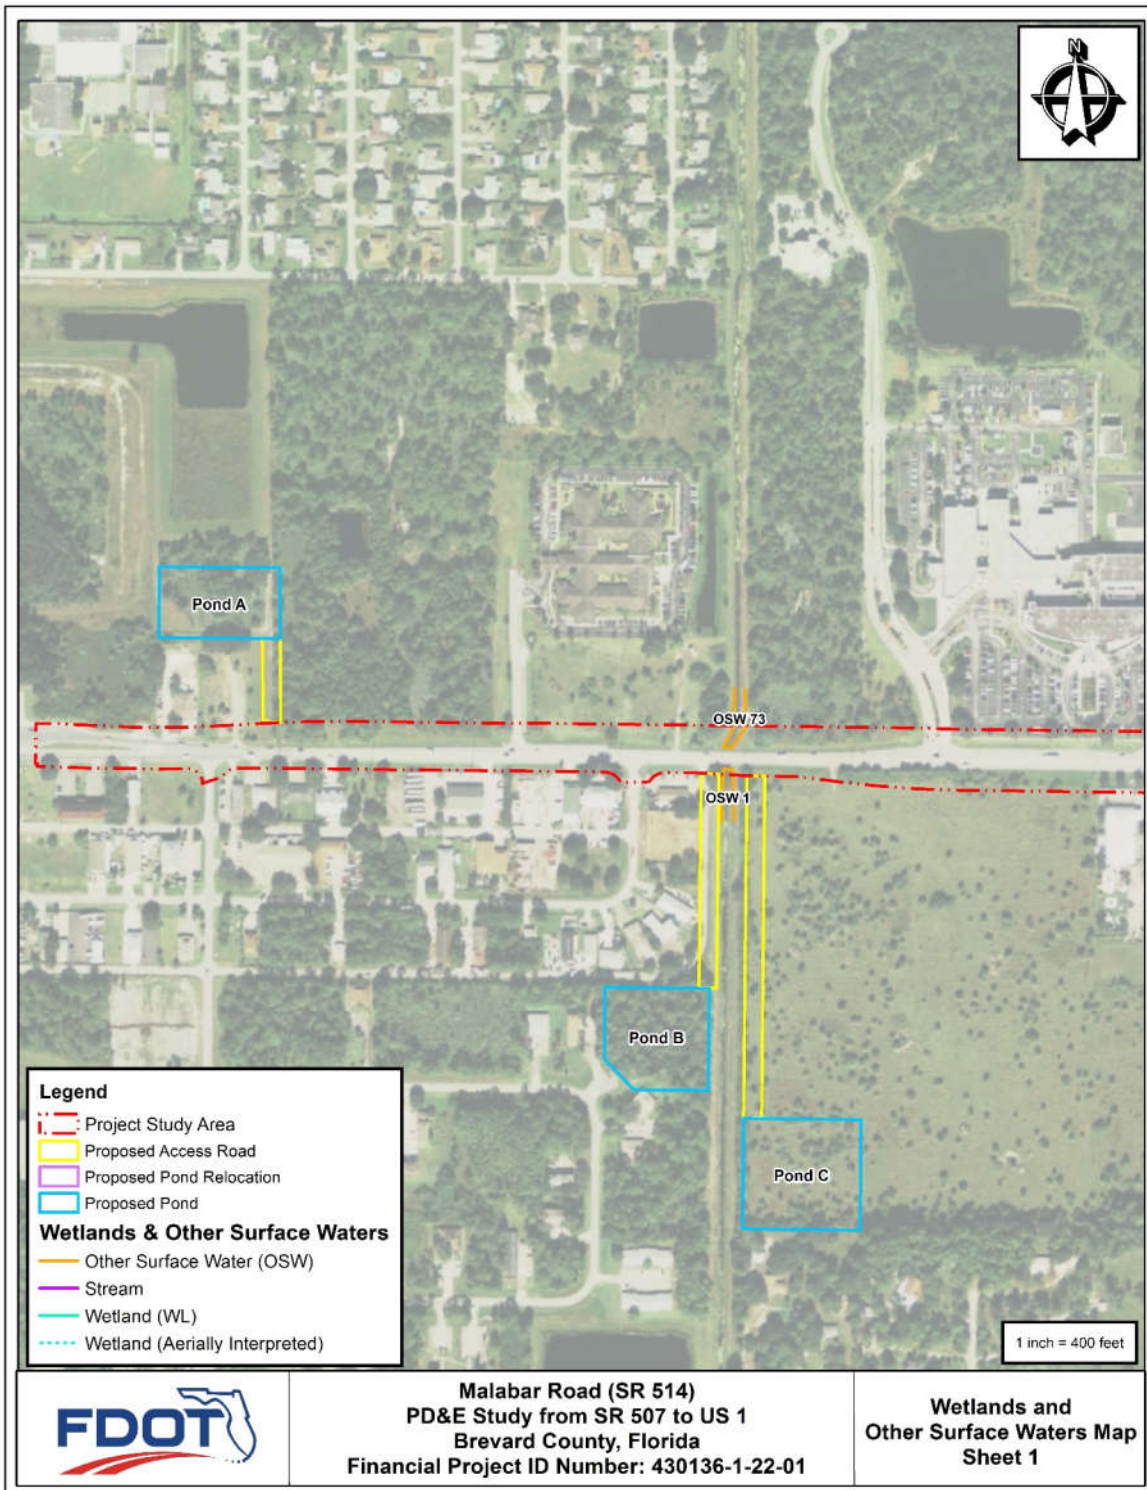 N
Pond A
OSW 73
OSW 1
Pond B
Pond C
Legend
Project Study Area
Proposed Access Road
Proposed Pond Relocation
Proposed Pond
Wetlands & Other Surface Waters
Other Surface Water (OSW)
Stream
Wetland (WL)
Wetland (Aerially Interpreted)
1 inch = 400 feet
FDOT
Malabar Road (SR 514)
PD&E Study from SR 507 to US 1
Brevard County, Florida
Financial Project ID Number: 430136-1-22-01
Wetlands and
Other Surface Waters Map
Sheet 1